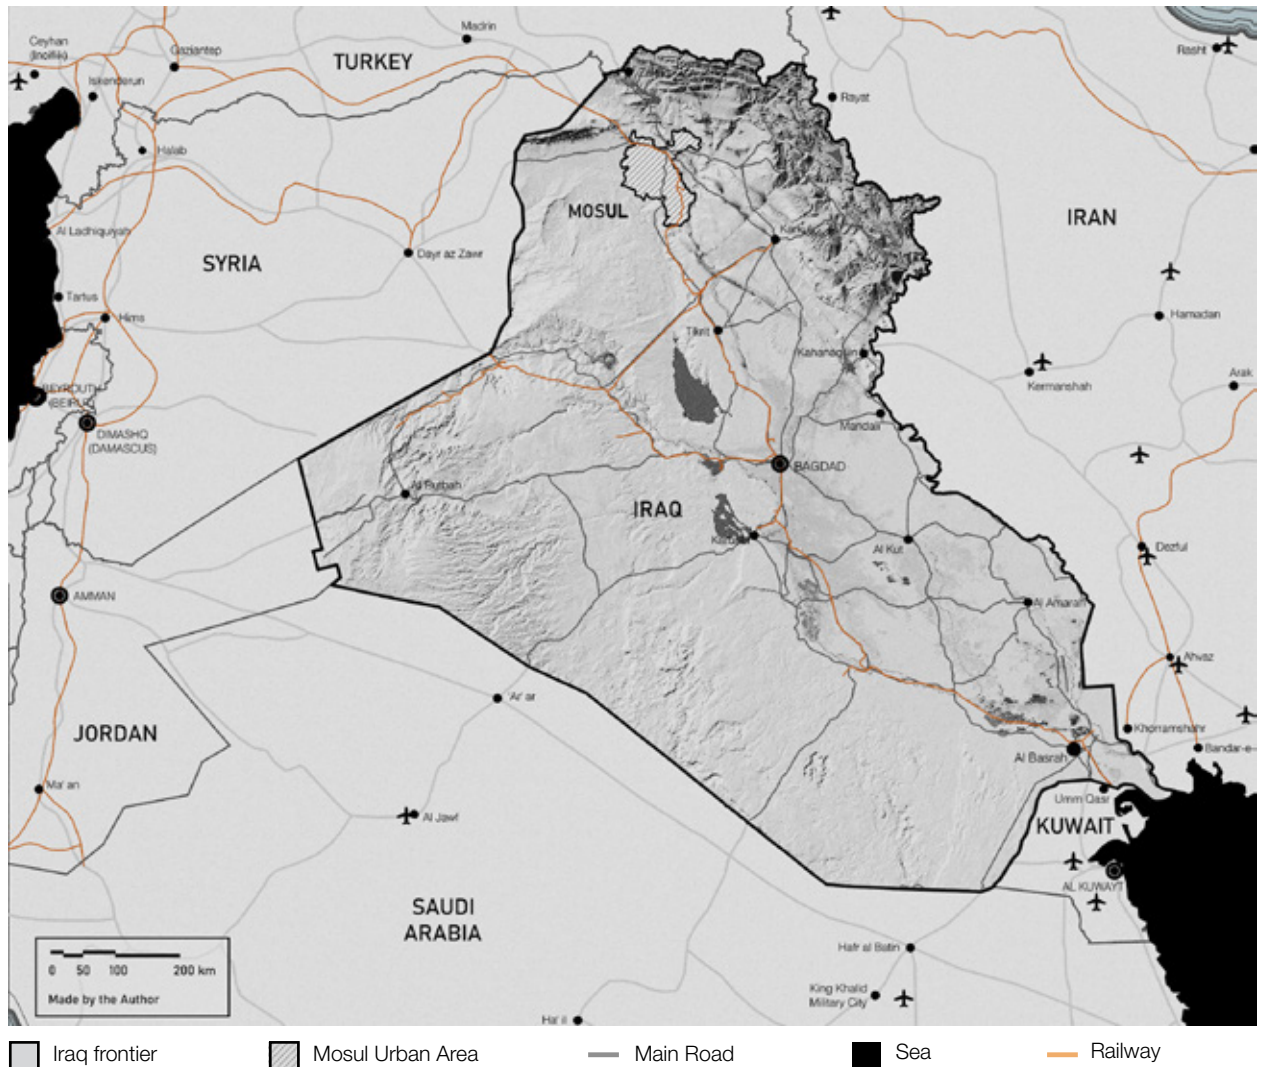 Madrin
Ceyhan
(Incirlik)
Gaziantep
Rasht
TURKEY
Iskenderun
Rayat
Halab
MOSUL
IRAN
Al Ladhiquiyah
SYRIA
Dayr az Zawr
Tartus
Hims
Hamadan
Tikrit
Kermanshah
Arak
BEYROUTH
(BEIRUT)
Mandali
DIMASHQ
(DAMASCUS)
BAGDAD
Al Rutbah
IRAQ
Al Kut
Dezful
AMMAN
Al Amarah
Ahvaz
'Ar' ar
JORDAN
Khorramshahr
Bandar-e-
Al Basrah
Ma' an
Umm Qasr
Al Jawf
KUWAIT
AL KUWAYT
SAUDI
ARABIA
Hafr al Batin
0 50 100 200 km
King Khalid
Military City
Made by the Author
Ha' il
Iraq frontier
Mosul Urban Area
Main Road
Sea
Railway